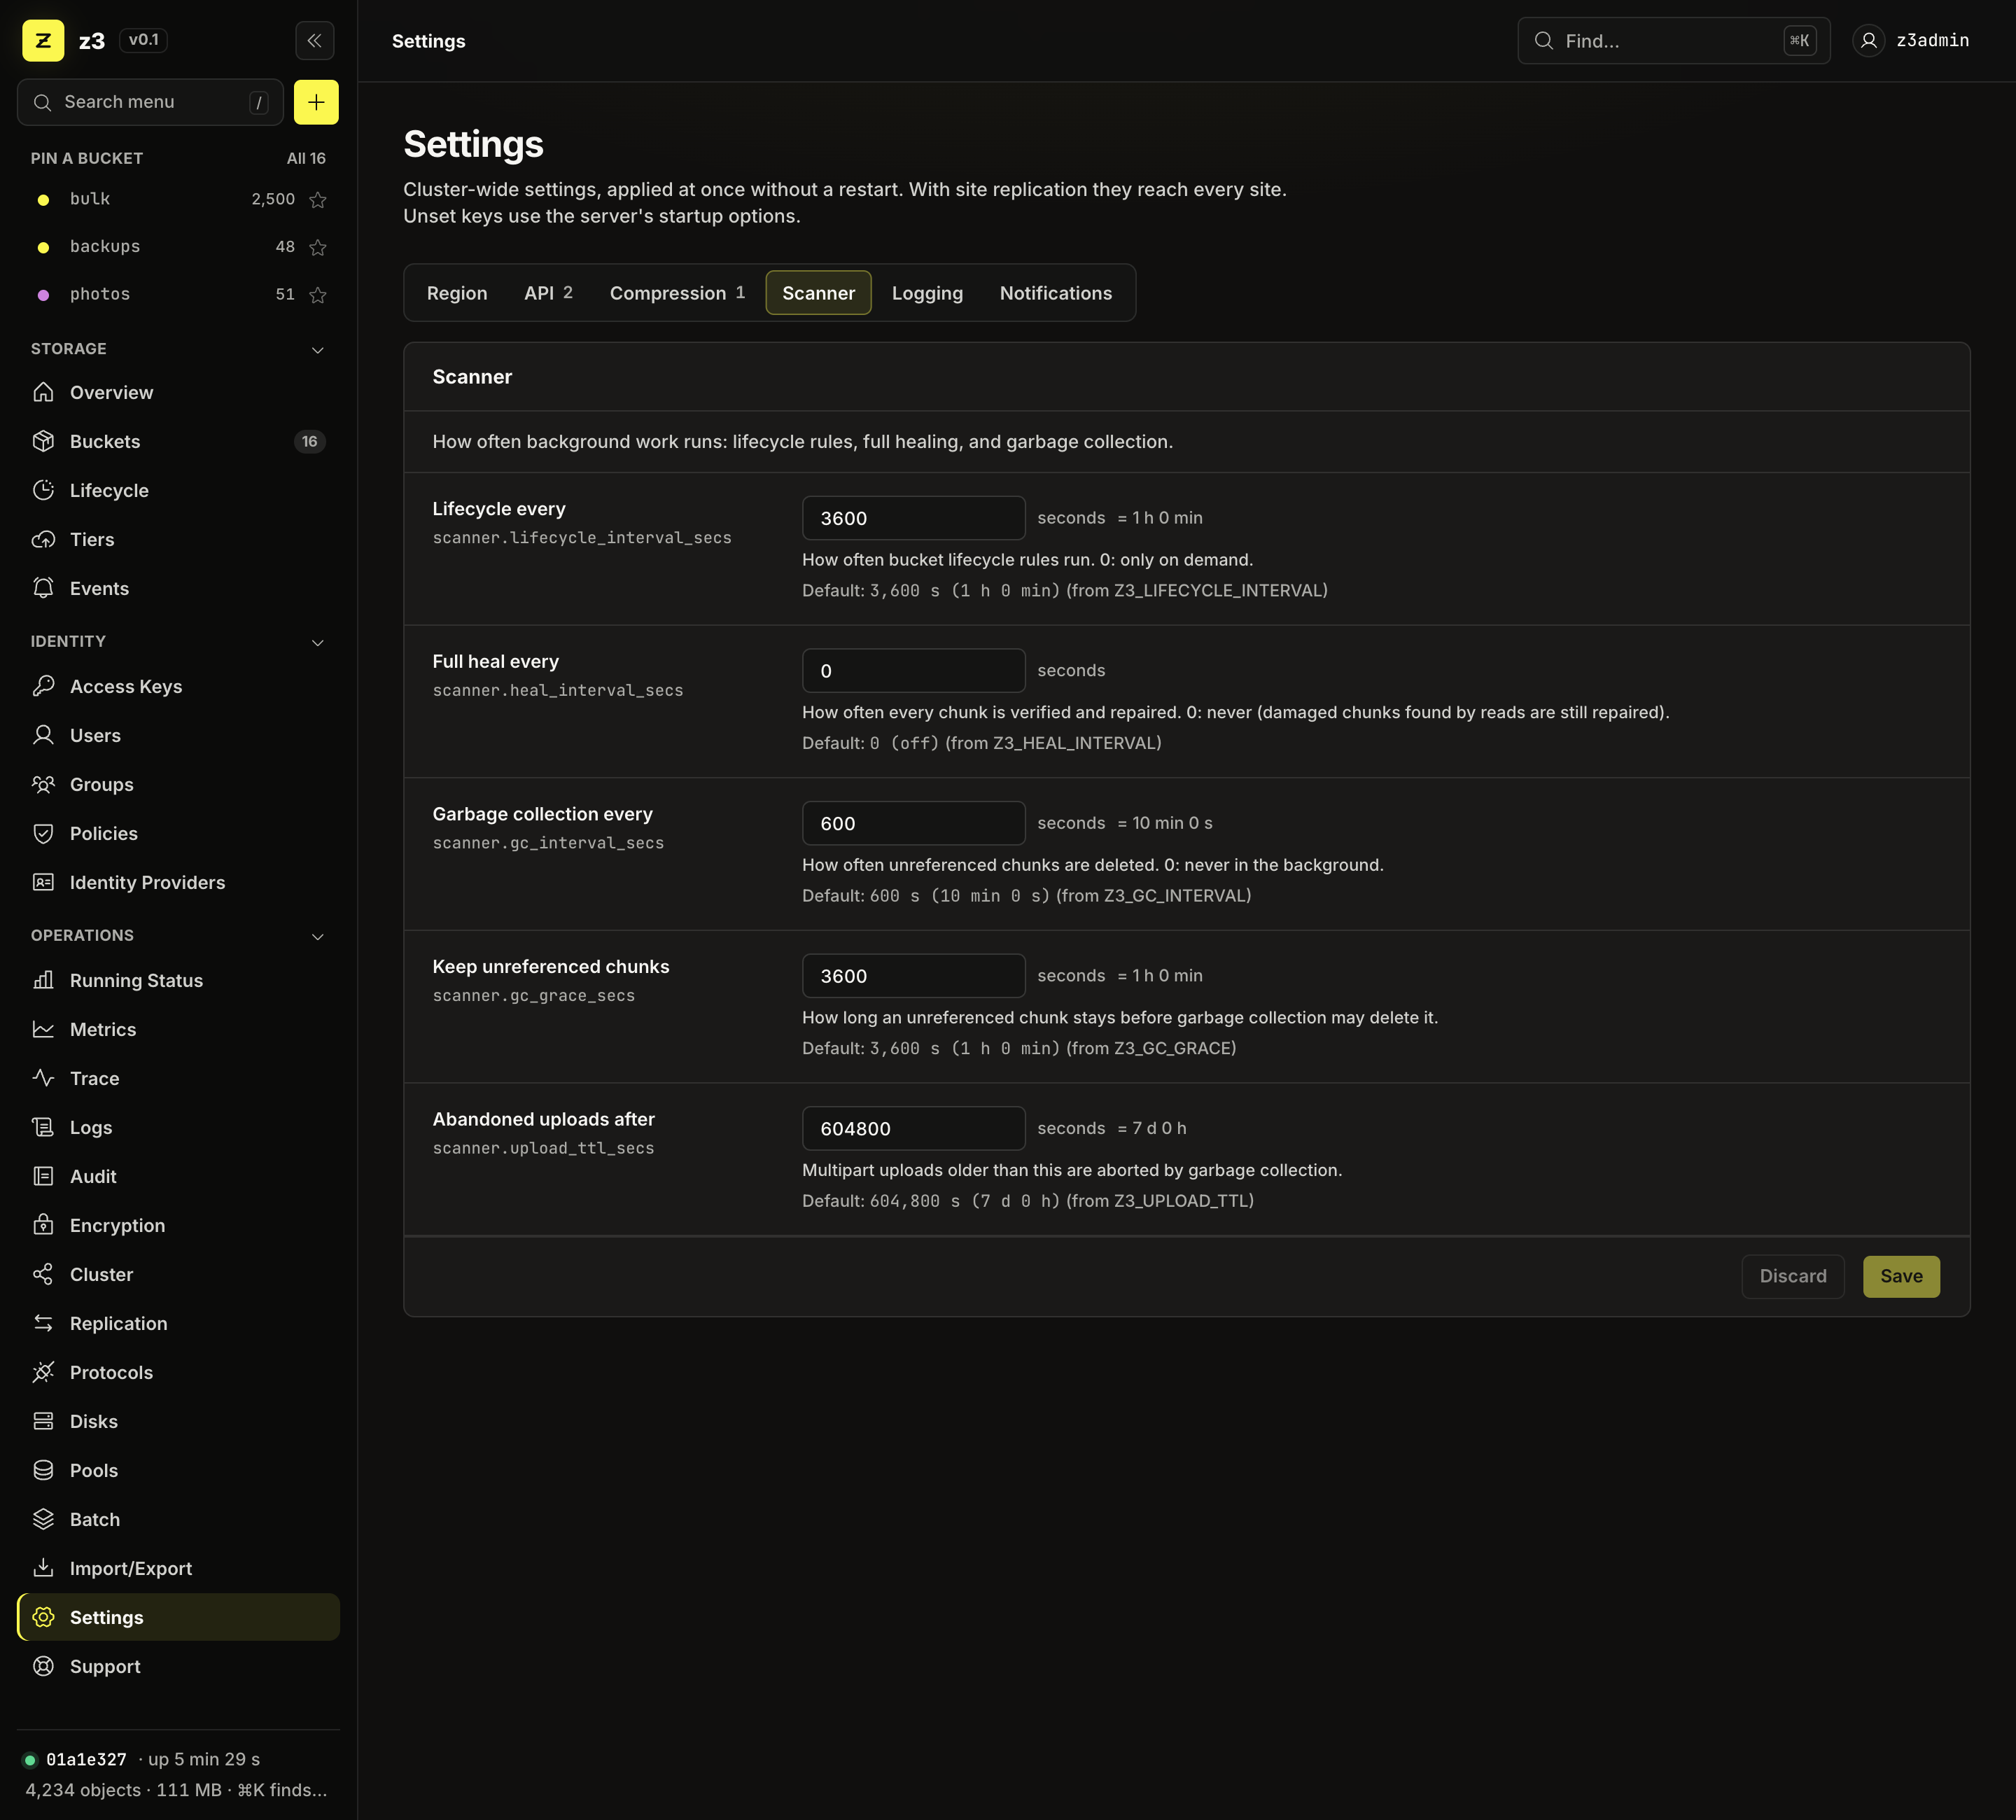 z3 v0.1
Search menu /
PIN A BUCKET All 16
bulk 2,500
backups 48
photos 51
STORAGE
Overview
Buckets 16
Lifecycle
Tiers
Events
IDENTITY
Access Keys
Users
Groups
Policies
Identity Providers
OPERATIONS
Running Status
Metrics
Trace
Logs
Audit
Encryption
Cluster
Replication
Protocols
Disks
Pools
Batch
Import/Export
Settings
Support
01a1e327 · up 5 min 29 s
4,234 objects · 111 MB · ⌘K finds...
Settings
Find... ⌘K
z3admin
Settings
Cluster-wide settings, applied at once without a restart. With site replication they reach every site.
Unset keys use the server's startup options.
Region API 2 Compression 1 Scanner Logging Notifications
Scanner
How often background work runs: lifecycle rules, full healing, and garbage collection.
Lifecycle every
scanner.lifecycle_interval_secs
3600 seconds = 1 h 0 min
How often bucket lifecycle rules run. 0: only on demand.
Default: 3,600 s (1 h 0 min) (from Z3_LIFECYCLE_INTERVAL)
Full heal every
scanner.heal_interval_secs
0 seconds
How often every chunk is verified and repaired. 0: never (damaged chunks found by reads are still repaired).
Default: 0 (off) (from Z3_HEAL_INTERVAL)
Garbage collection every
scanner.gc_interval_secs
600 seconds = 10 min 0 s
How often unreferenced chunks are deleted. 0: never in the background.
Default: 600 s (10 min 0 s) (from Z3_GC_INTERVAL)
Keep unreferenced chunks
scanner.gc_grace_secs
3600 seconds = 1 h 0 min
How long an unreferenced chunk stays before garbage collection may delete it.
Default: 3,600 s (1 h 0 min) (from Z3_GC_GRACE)
Abandoned uploads after
scanner.upload_ttl_secs
604800 seconds = 7 d 0 h
Multipart uploads older than this are aborted by garbage collection.
Default: 604,800 s (7 d 0 h) (from Z3_UPLOAD_TTL)
Discard Save